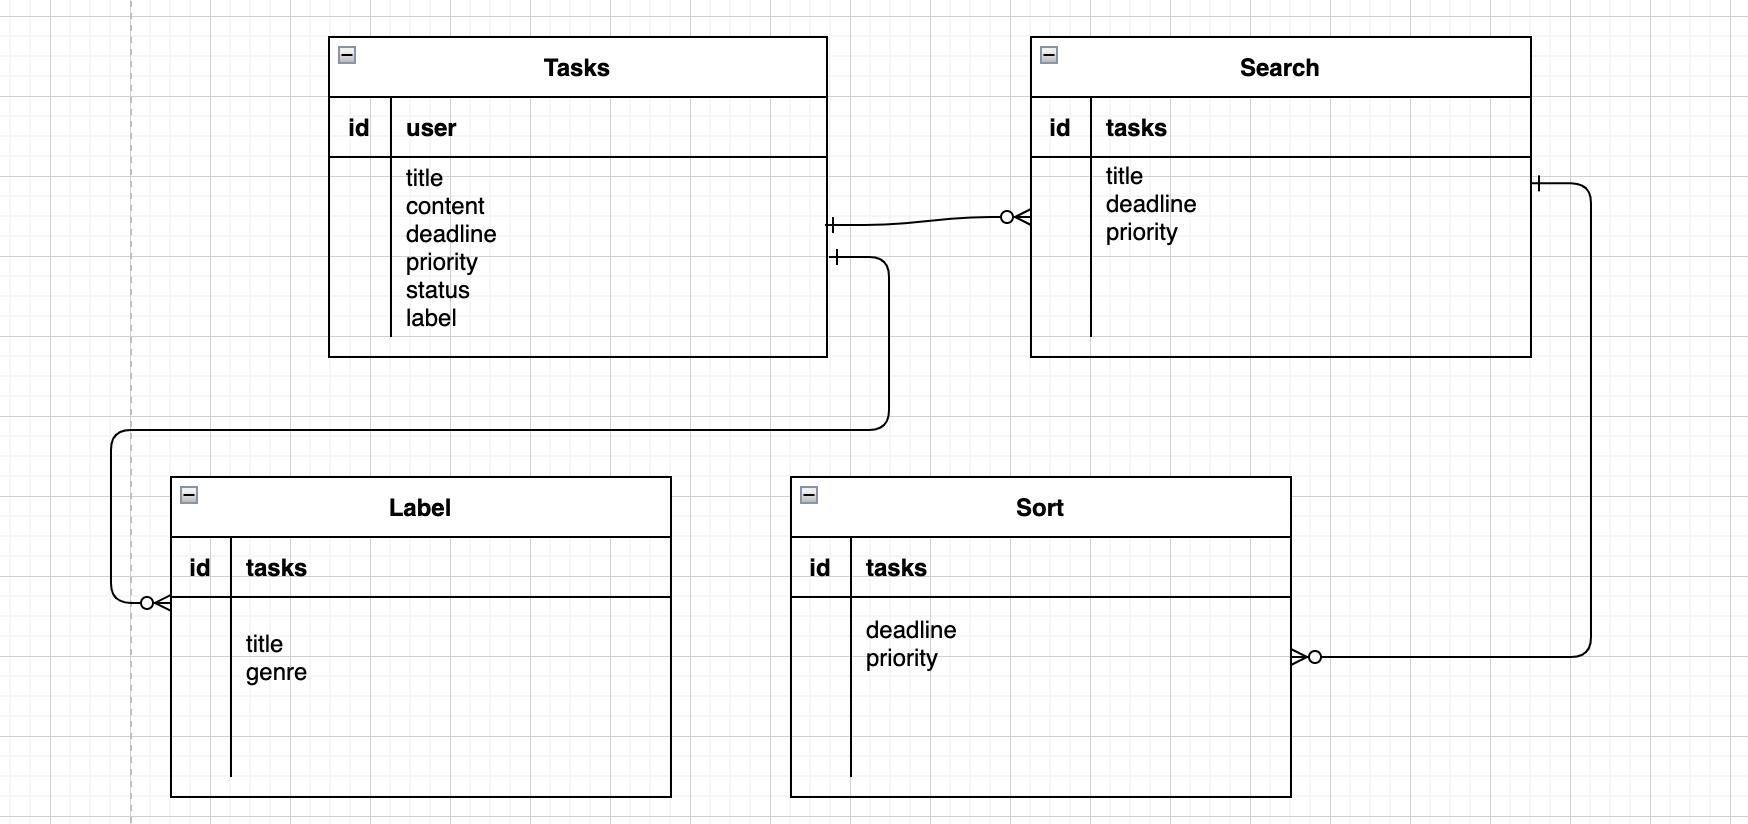 Tasks
id user
title
content
deadline
priority
status
label
Search
id tasks
title
deadline
priority
Label
id tasks
title
genre
Sort
id tasks
deadline
priority